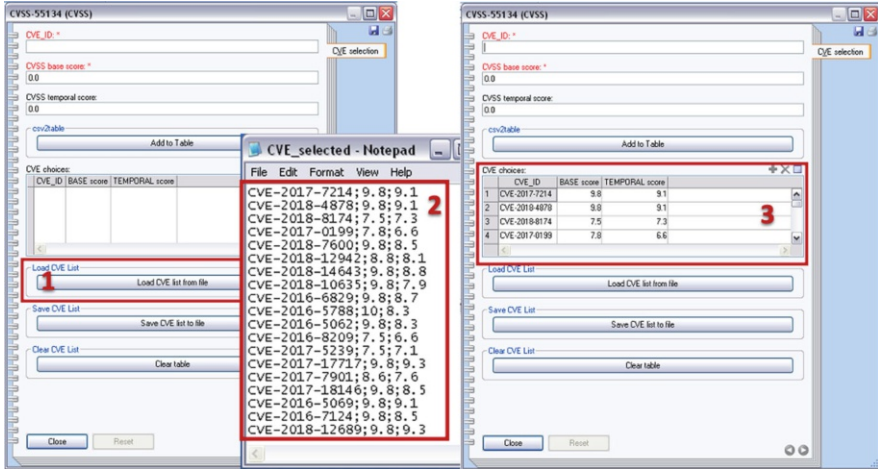 CVSS-55134 (CVSS)
CVE_ID: *
CVE selection
CVSS base score: *
0.0
CVSS temporal score:
0.0
csv2table
Add to Table
CVE choices:
CVE_ID BASE score TEMPORAL score
Load CVE List
1
Load CVE list from file
Save CVE List
Save CVE list to file
Clear CVE List
Clear table
Close Reset
CVE_selected - Notepad
File Edit Format View Help
2
CVE-2017-7214;9.8;9.1
CVE-2018-4878;9.8;9.1
CVE-2018-8174;7.5;7.3
CVE-2017-0199;7.8;6.6
CVE-2018-7600;9.8;8.5
CVE-2018-12942;8.8;8.1
CVE-2018-14643;9.8;8.8
CVE-2018-10635;9.8;7.9
CVE-2016-6829;9.8;8.7
CVE-2016-5788;10;8.3
CVE-2016-5062;9.8;8.3
CVE-2016-8209;7.5;6.6
CVE-2017-5239;7.5;7.1
CVE-2017-17717;9.8;9.3
CVE-2017-7901;8.6;7.6
CVE-2017-18146;9.8;8.5
CVE-2016-5069;9.8;9.1
CVE-2016-7124;9.8;8.5
CVE-2018-12689;9.8;9.3
CVSS-55134 (CVSS)
CVE_ID: *
CVE selection
CVSS base score: *
0.0
CVSS temporal score:
0.0
csv2table
Add to Table
CVE choices:
CVE_ID BASE score TEMPORAL score
1 CVE-2017-7214 9.8 9.1
2 CVE-2018-4878 9.8 9.1
3 CVE-2018-8174 7.5 7.3
4 CVE-2017-0199 7.8 6.6
3
Load CVE List
Load CVE list from file
Save CVE List
Save CVE list to file
Clear CVE List
Clear table
Close Reset